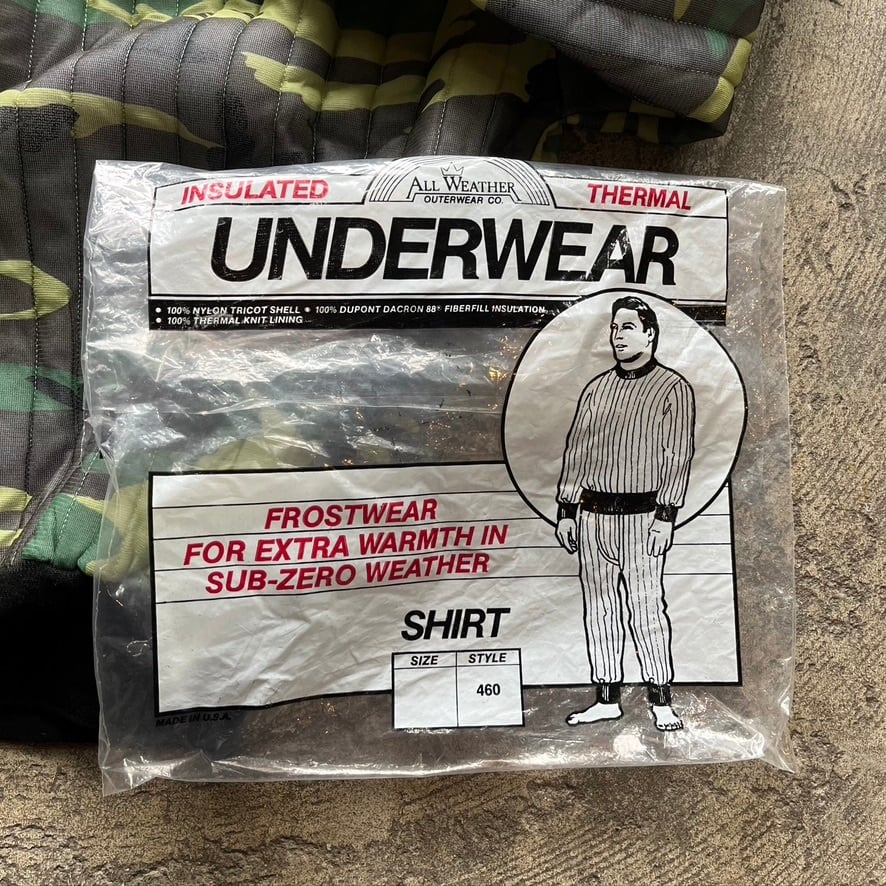 INSULATED
ALL WEATHER
OUTERWEAR CO.
THERMAL
UNDERWEAR
• 100% NYLON TRICOT SHELL • 100% DUPONT DACRON 88* FIBERFILL INSULATION
• 100% THERMAL KNIT LINING
FROSTWEAR
FOR EXTRA WARMTH IN
SUB-ZERO WEATHER
SHIRT
SIZE STYLE
460
MADE IN U.S.A.